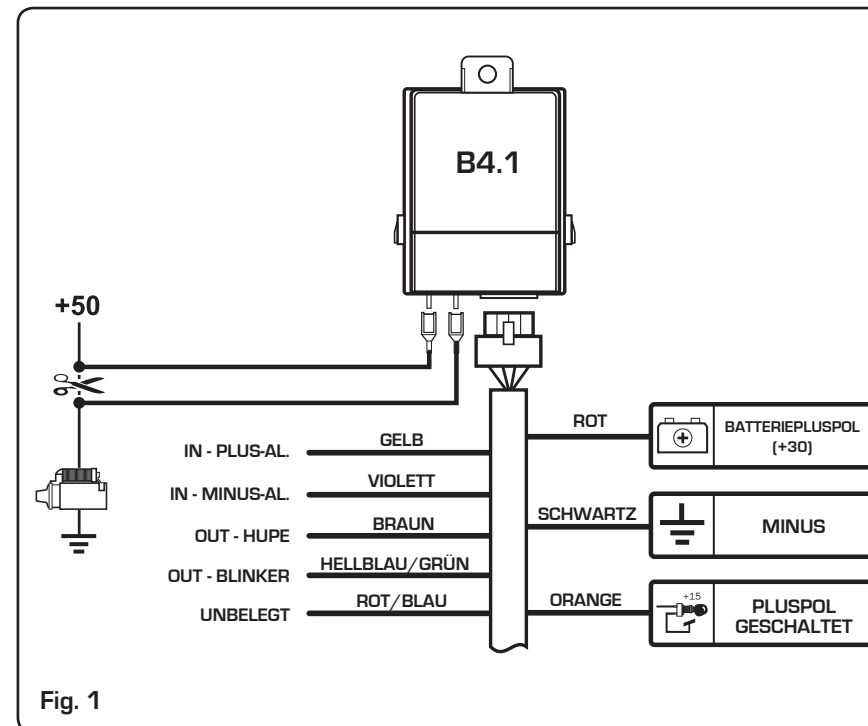 B4.1
+50
ROT
BATTERIEPLUSPOL
(+30)
IN - PLUS-AL.
GELB
IN - MINUS-AL.
VIOLETT
SCHWARTZ
MINUS
OUT - HUPE
BRAUN
OUT - BLINKER
HELLBLAU/GRÜN
UNBELEGT
ROT/BLAU
ORANGE
+15
PLUSPOL
GESCHALTET
Fig. 1